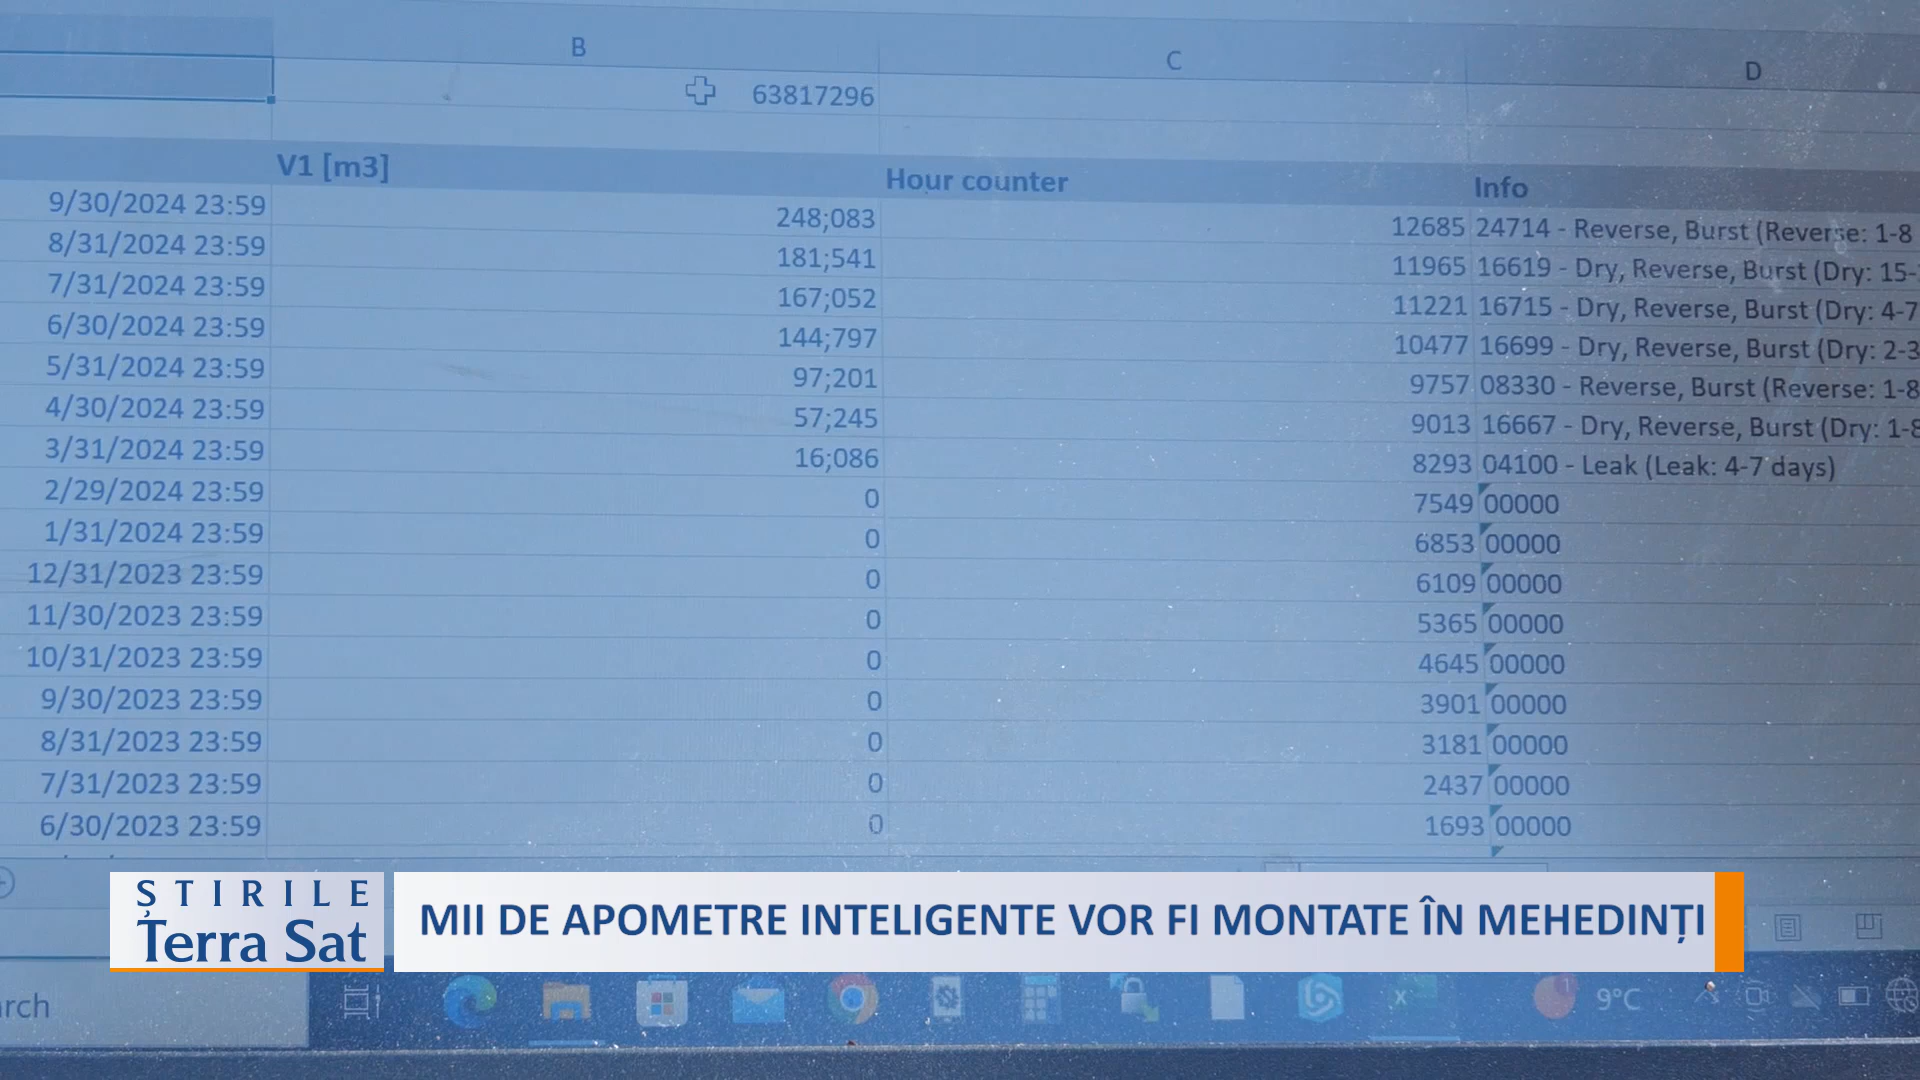 B C D
63817296
V1 [m3] Hour counter Info
9/30/2024 23:59 248;083 12685 24714 - Reverse, Burst (Reverse: 1-8
8/31/2024 23:59 181;541 11965 16619 - Dry, Reverse, Burst (Dry: 15-
7/31/2024 23:59 167;052 11221 16715 - Dry, Reverse, Burst (Dry: 4-7
6/30/2024 23:59 144;797 10477 16699 - Dry, Reverse, Burst (Dry: 2-3
5/31/2024 23:59 97;201 9757 08330 - Reverse, Burst (Reverse: 1-8
4/30/2024 23:59 57;245 9013 16667 - Dry, Reverse, Burst (Dry: 1-8
3/31/2024 23:59 16;086 8293 04100 - Leak (Leak: 4-7 days)
2/29/2024 23:59 0 7549 00000
1/31/2024 23:59 0 6853 00000
12/31/2023 23:59 0 6109 00000
11/30/2023 23:59 0 5365 00000
10/31/2023 23:59 0 4645 00000
9/30/2023 23:59 0 3901 00000
8/31/2023 23:59 0 3181 00000
7/31/2023 23:59 0 2437 00000
6/30/2023 23:59 0 1693 00000
ȘTIRILE
Terra Sat
MII DE APOMETRE INTELIGENTE VOR FI MONTATE ÎN MEHEDINȚI
rch
1
9°C